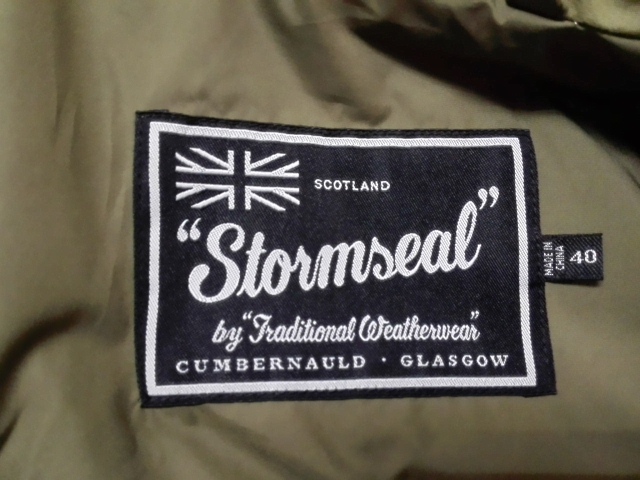 SCOTLAND
“Stormseal”
by “Traditional Weatherwear”
CUMBERNAULD · GLASGOW
MADE IN
CHINA
40